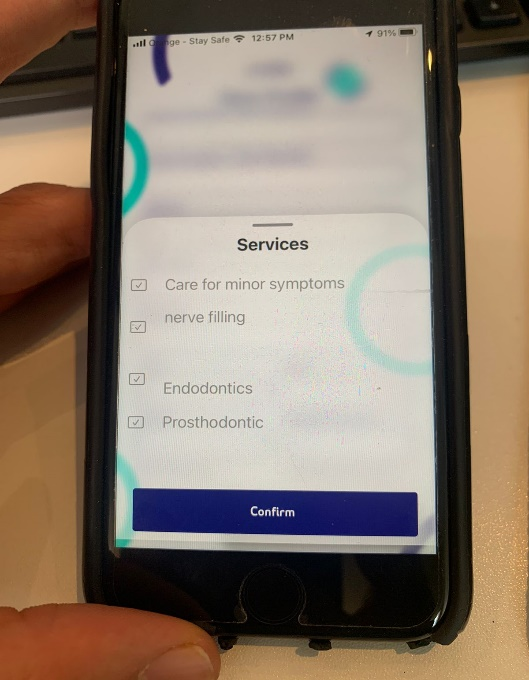 Orange - Stay Safe 12:57 PM 91%
Services
Care for minor symptoms
nerve filling
Endodontics
Prosthodontic
Confirm